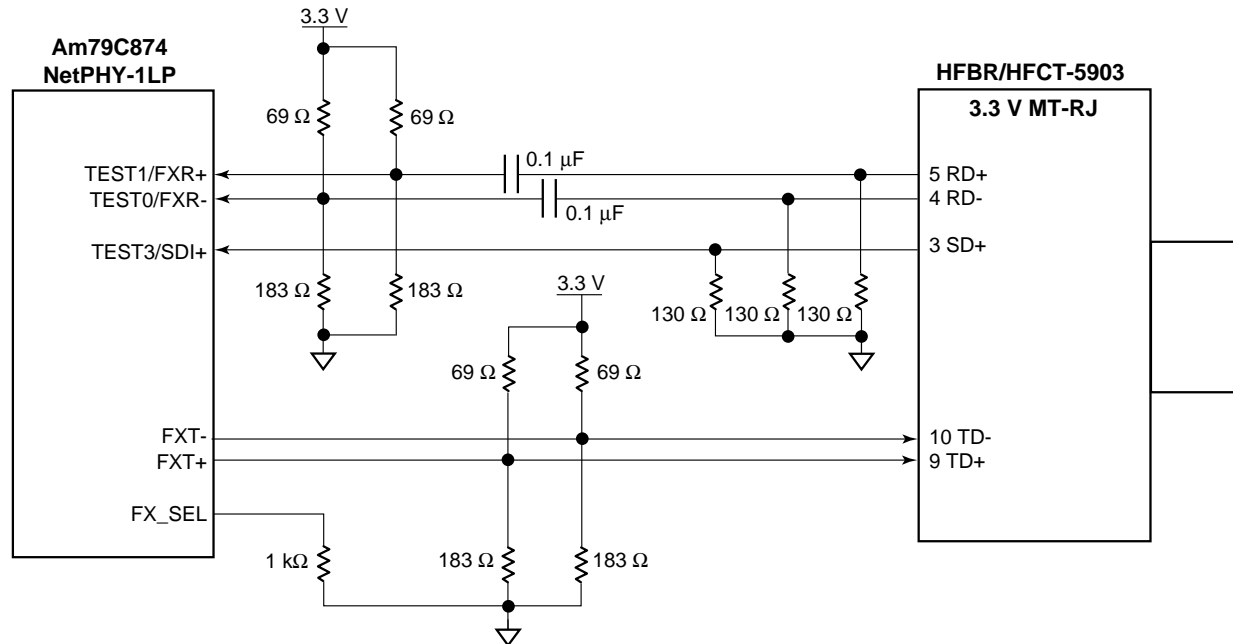 3.3 V
Am79C874
NetPHY-1LP
HFBR/HFCT-5903
3.3 V MT-RJ
69 Ω
69 Ω
0.1 µF
TEST1/FXR+
5 RD+
TEST0/FXR-
4 RD-
0.1 µF
TEST3/SDI+
3 SD+
3.3 V
183 Ω
183 Ω
130 Ω
130 Ω
130 Ω
69 Ω
69 Ω
FXT-
10 TD-
FXT+
9 TD+
FX_SEL
1 kΩ
183 Ω
183 Ω